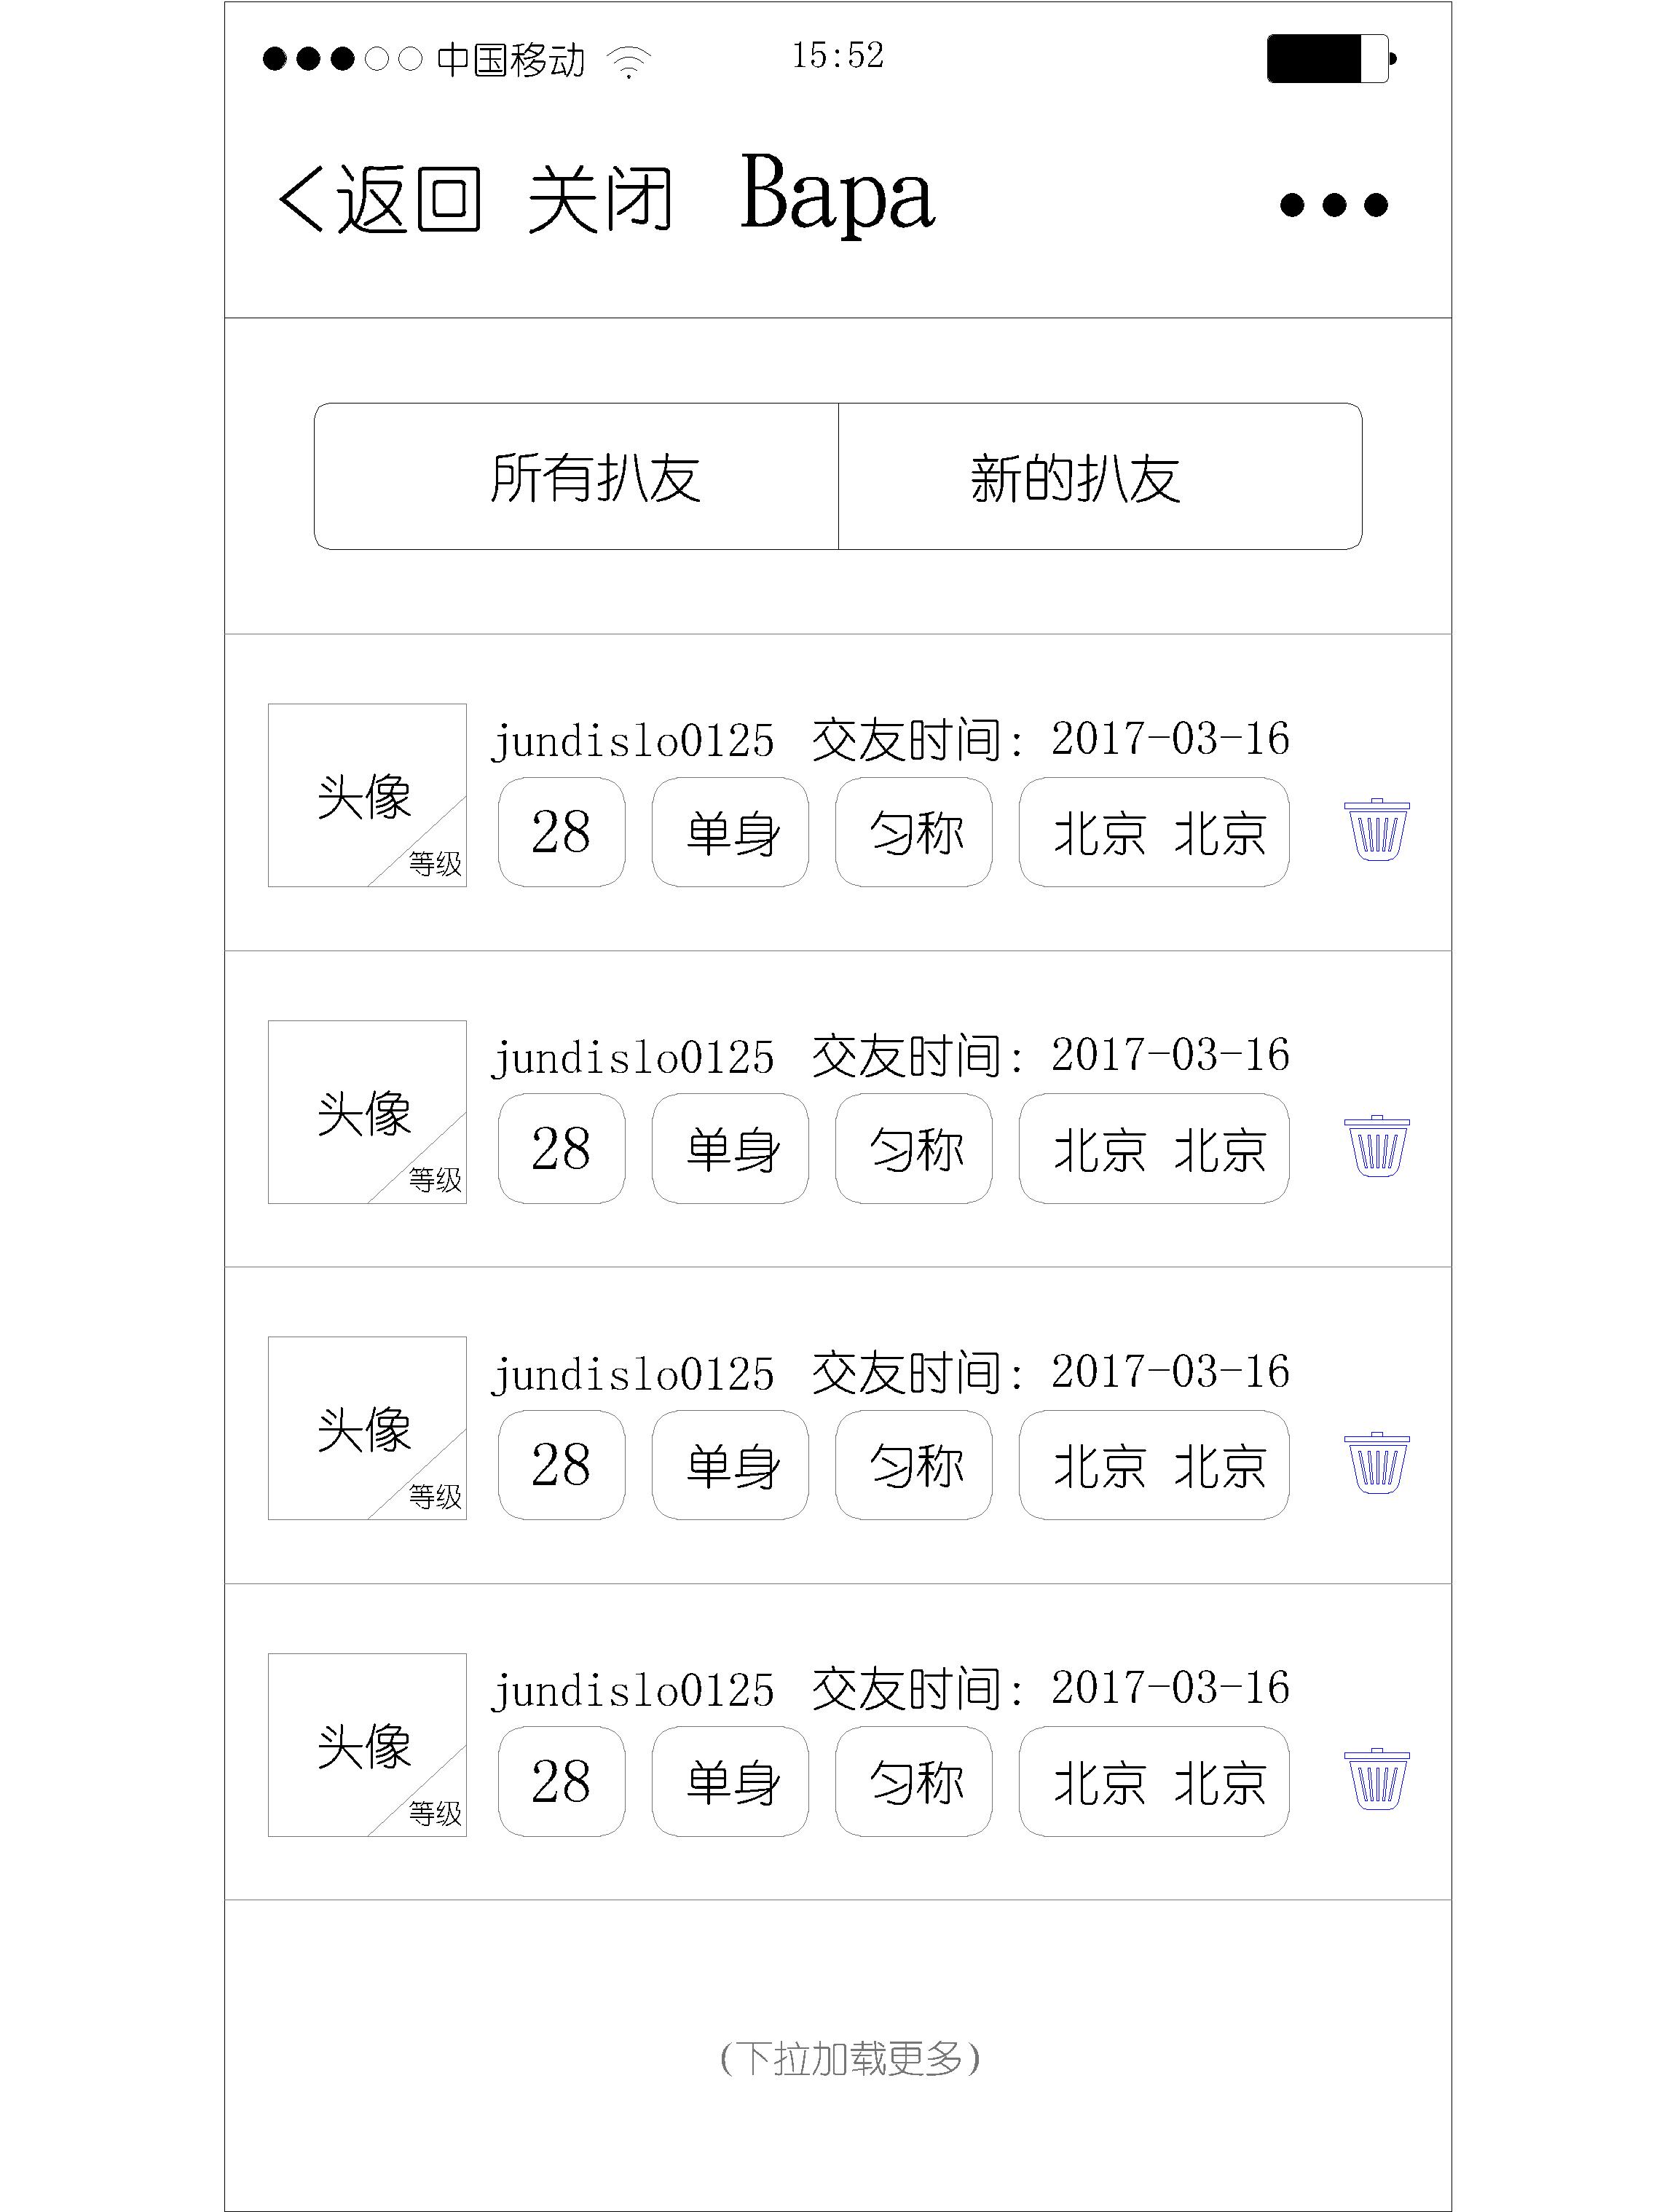 中国移动 15:52
<返回 关闭 Bapa
所有扒友 新的扒友
jundislo0125 交友时间: 2017-03-16
头像 等级 28 单身 匀称 北京 北京
jundislo0125 交友时间: 2017-03-16
头像 等级 28 单身 匀称 北京 北京
jundislo0125 交友时间: 2017-03-16
头像 等级 28 单身 匀称 北京 北京
jundislo0125 交友时间: 2017-03-16
头像 等级 28 单身 匀称 北京 北京
(下拉加载更多)